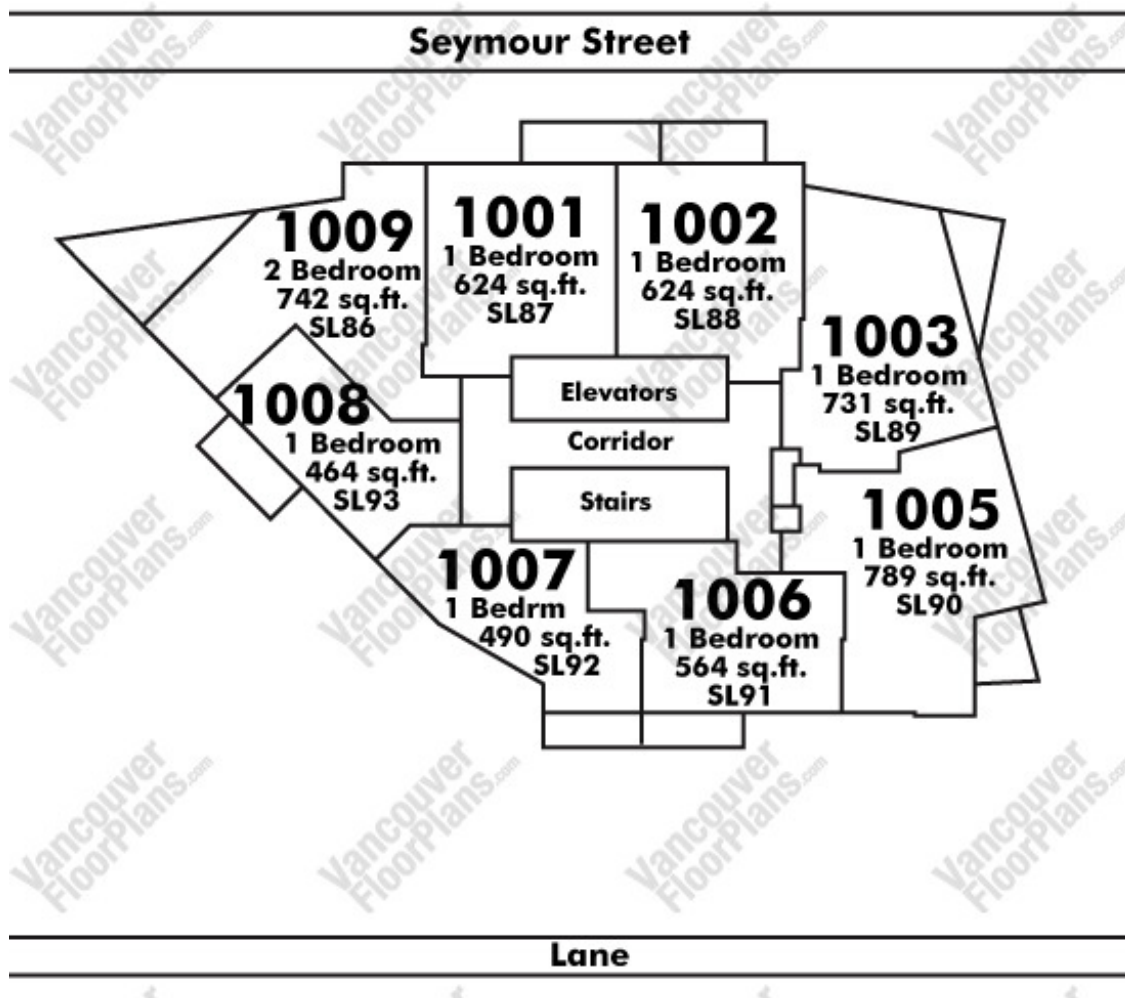 Seymour Street
1009
2 Bedroom
742 sq.ft.
SL86
1001
1 Bedroom
624 sq.ft.
SL87
1002
1 Bedroom
624 sq.ft.
SL88
1003
1 Bedroom
731 sq.ft.
SL89
1008
1 Bedroom
464 sq.ft.
SL93
Elevators
Corridor
Stairs
1005
1 Bedroom
789 sq.ft.
SL90
1007
1 Bedrm
490 sq.ft.
SL92
1006
1 Bedroom
564 sq.ft.
SL91
Lane
Vancouver
FloorPlans.com